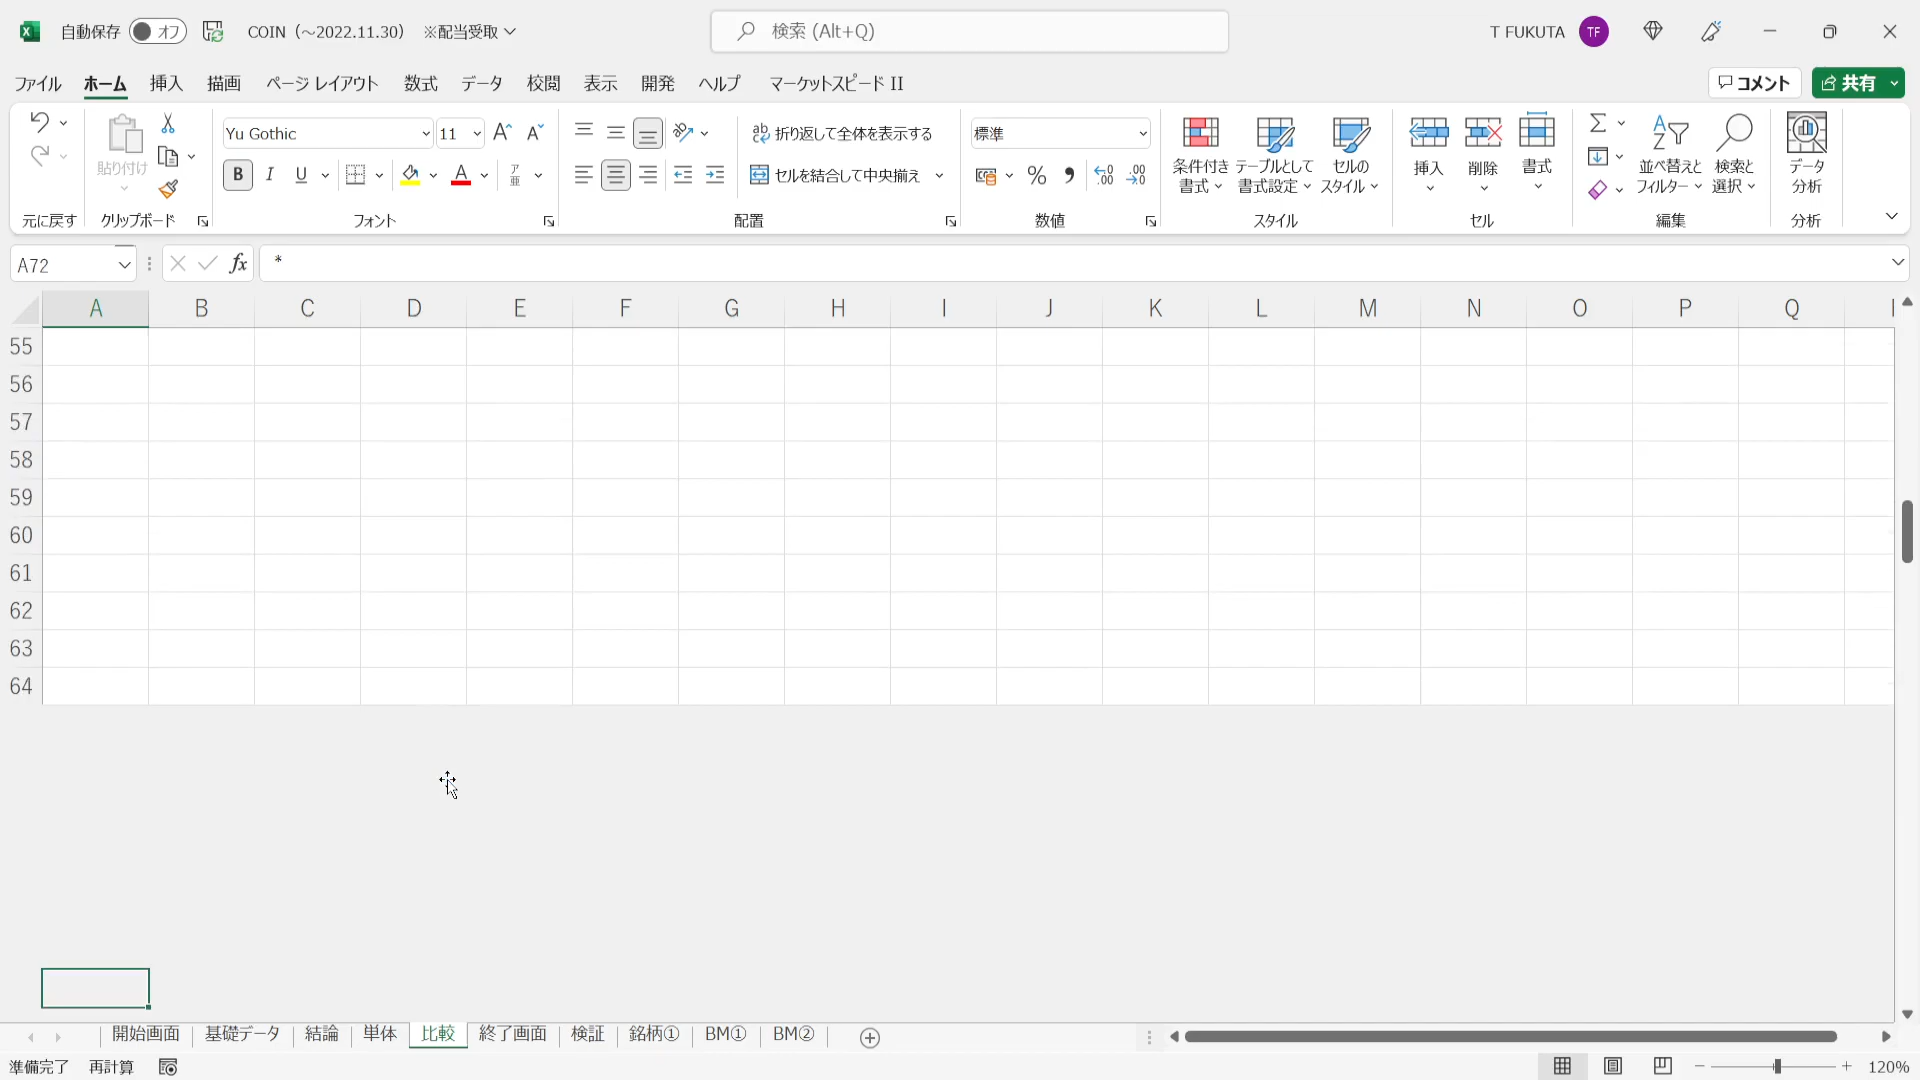 自動保存 オフ COIN（～2022.11.30） ※配当受取 検索 (Alt+Q) T FUKUTA TF
ファイル ホーム 挿入 描画 ページ レイアウト 数式 データ 校閲 表示 開発 ヘルプ マーケットスピード II コメント 共有
貼り付け Yu Gothic 11 折り返して全体を表示する 標準
B I U A ア亜 セルを結合して中央揃え %
条件付き書式 テーブルとして書式設定 セルのスタイル 挿入 削除 書式 並べ替えとフィルター 検索と選択 データ分析
元に戻す クリップボード フォント 配置 数値 スタイル セル 編集 分析
A72 fx *
A B C D E F G H I J K L M N O P Q
55
56
57
58
59
60
61
62
63
64
開始画面 基礎データ 結論 単体 比較 終了画面 検証 銘柄① BM① BM②
準備完了 再計算 120%